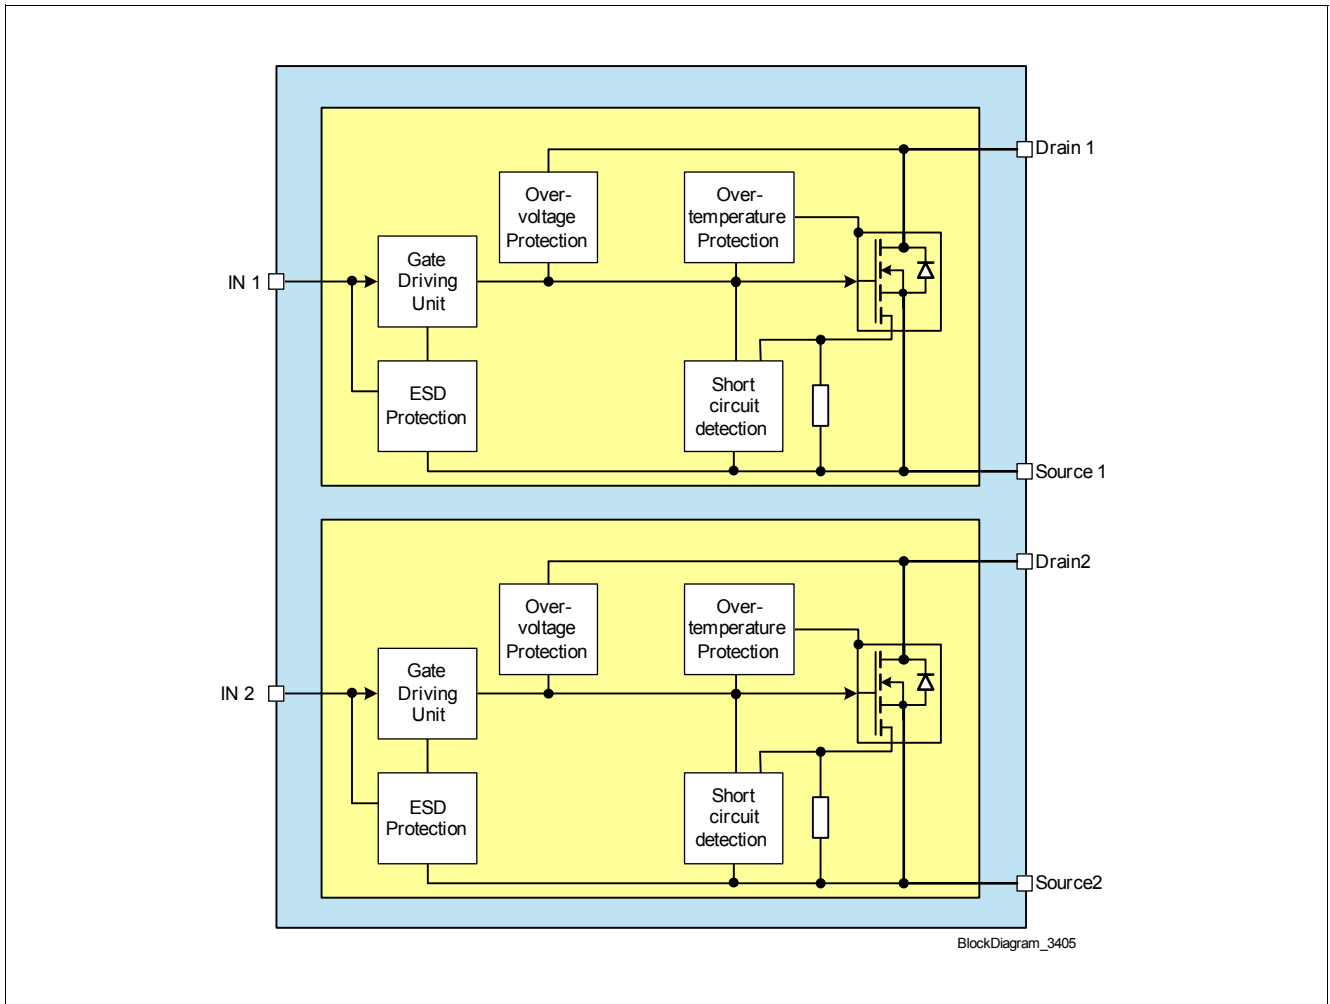 Drain 1
Over-
voltage
Protection
Over-
temperature
Protection
Gate
Driving
Unit
IN 1
ESD
Protection
Short
circuit
detection
Source 1
Drain2
Over-
voltage
Protection
Over-
temperature
Protection
Gate
Driving
Unit
IN 2
ESD
Protection
Short
circuit
detection
Source2
BlockDiagram_3405